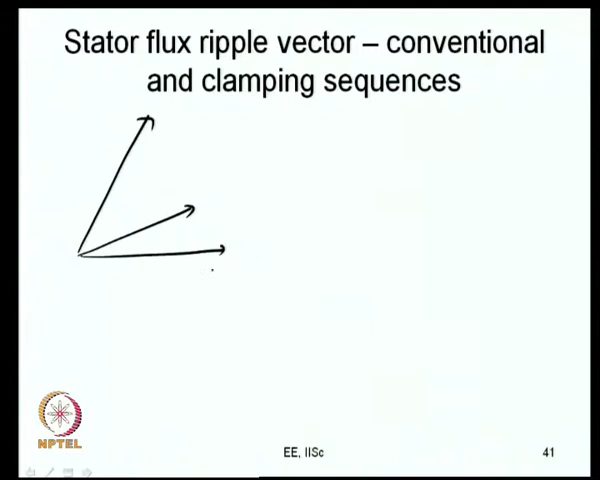 Stator flux ripple vector – conventional
and clamping sequences
NPTEL
EE, IISc
41